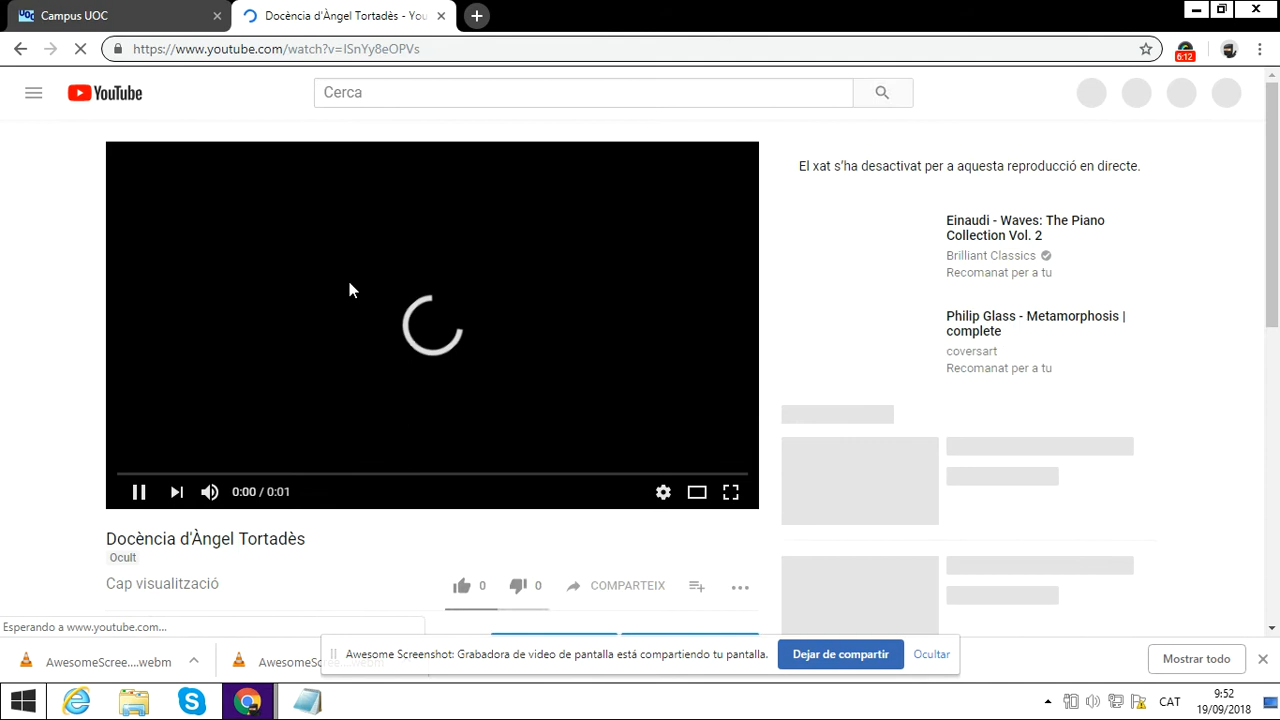 Campus UOC
Docència d'Àngel Tortadès - You
https://www.youtube.com/watch?v=ISnYy8eOPVs
6:12
YouTube
Cerca
El xat s'ha desactivat per a aquesta reproducció en directe.
Einaudi - Waves: The Piano
Collection Vol. 2
Brilliant Classics
Recomanat per a tu
Philip Glass - Metamorphosis |
complete
coversart
Recomanat per a tu
0:00 / 0:01
Docència d'Àngel Tortadès
Ocult
Cap visualització
0
0
COMPARTEIX
Esperando a www.youtube.com...
AwesomeScree....webm
AwesomeScree....webm
Awesome Screenshot: Grabadora de video de pantalla está compartiendo tu pantalla.
Dejar de compartir
Ocultar
Mostrar todo
CAT
9:52
19/09/2018